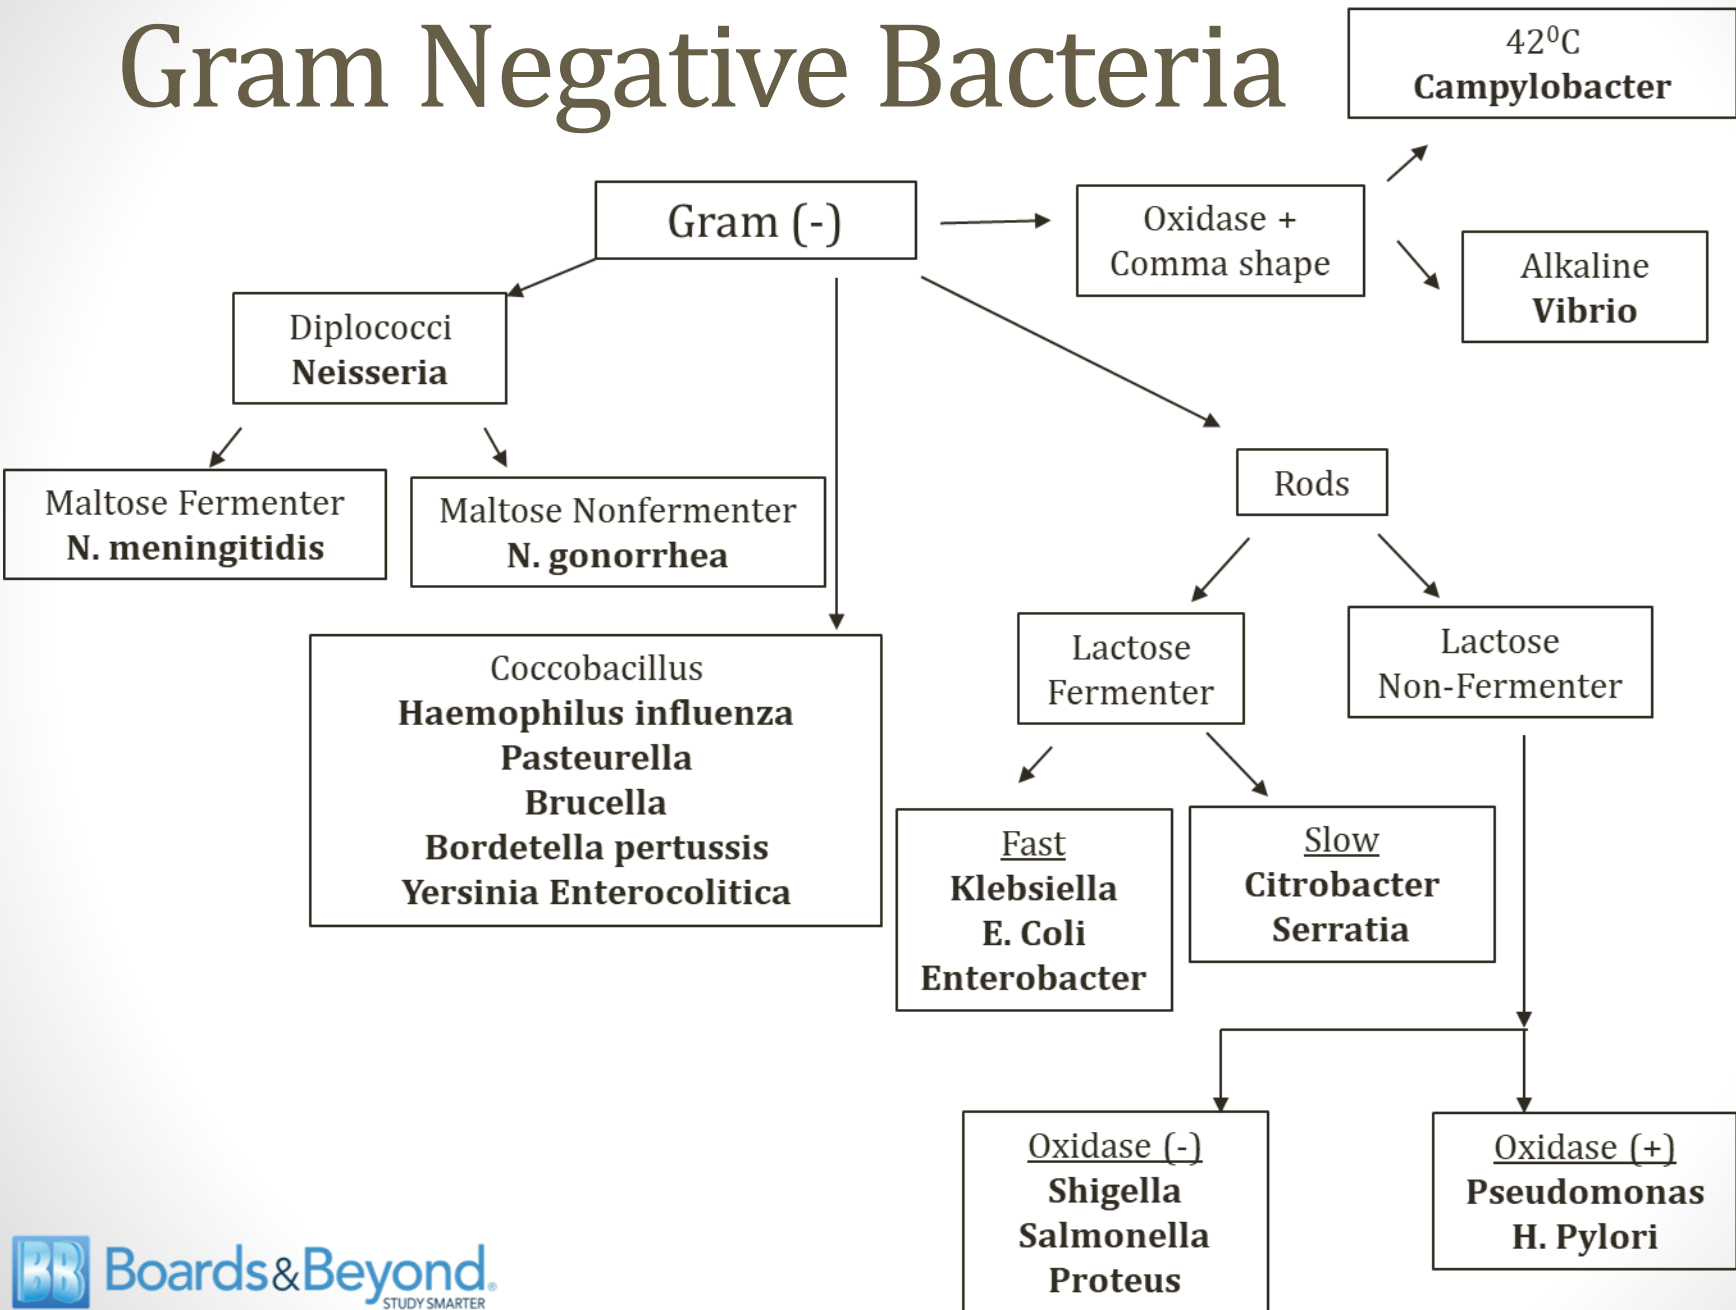 Gram Negative Bacteria
42⁰C
Campylobacter
Gram (-)
Oxidase +
Comma shape
Alkaline
Vibrio
Diplococci
Neisseria
Maltose Fermenter
N. meningitidis
Maltose Nonfermenter
N. gonorrhea
Rods
Coccobacillus
Haemophilus influenza
Pasteurella
Brucella
Bordetella pertussis
Yersinia Enterocolitica
Lactose
Fermenter
Lactose
Non-Fermenter
Fast
Klebsiella
E. Coli
Enterobacter
Slow
Citrobacter
Serratia
Oxidase (-)
Shigella
Salmonella
Proteus
Oxidase (+)
Pseudomonas
H. Pylori
BB Boards&Beyond®
STUDY SMARTER